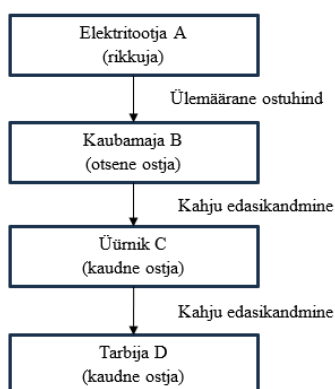 Elektritootja A
(rikkuja)
Ülemäärane ostuhind
Kaubamaja B
(otsene ostja)
Kahju edasikandmine
Üürnik C
(kaudne ostja)
Kahju edasikandmine
Tarbija D
(kaudne ostja)